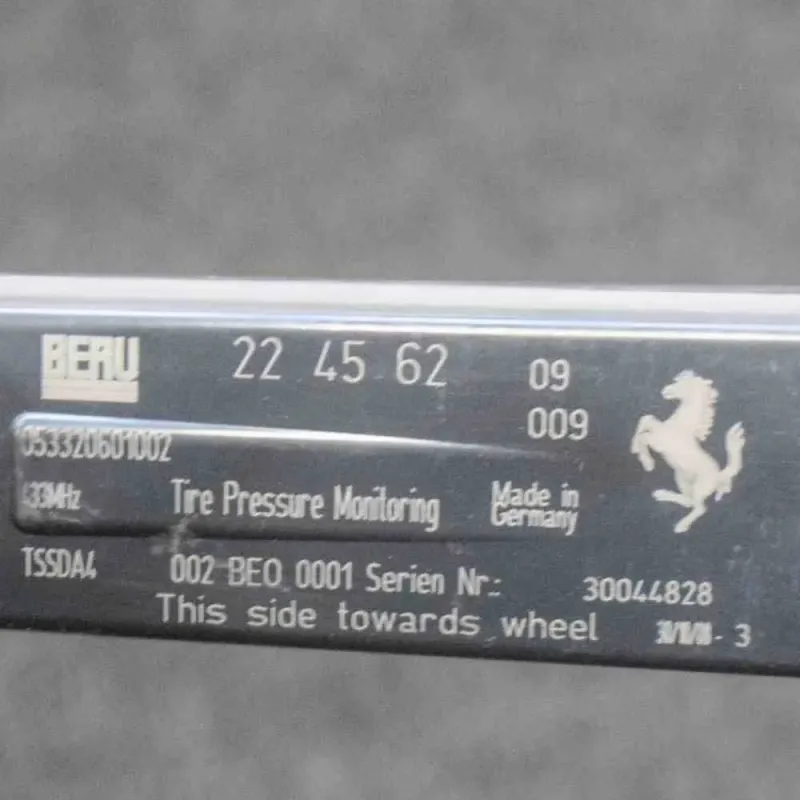 BERU 22 45 62 09
009
053320601002
433MHz Tire Pressure Monitoring Made in Germany
TSSDA4 002 BEO 0001 Serien Nr.: 30044828
This side towards wheel - 3